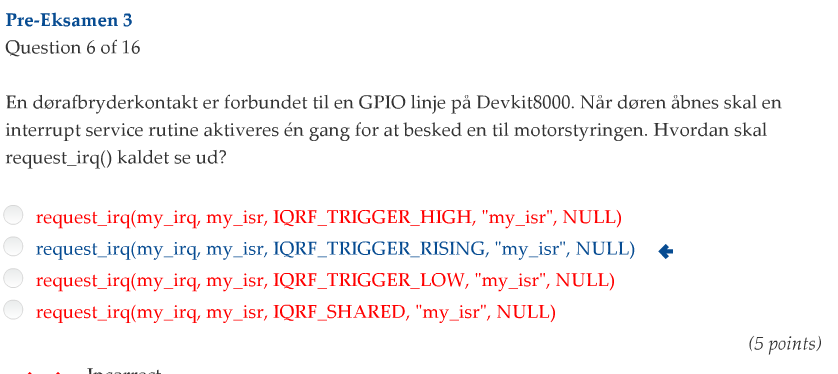 Pre-Eksamen 3
Question 6 of 16
En dørafbryderkontakt er forbundet til en GPIO linje på Devkit8000. Når døren åbnes skal en
interrupt service rutine aktiveres én gang for at besked en til motorstyringen. Hvordan skal
request_irq() kaldet se ud?
request_irq(my_irq, my_isr, IQRF_TRIGGER_HIGH, "my_isr", NULL)
request_irq(my_irq, my_isr, IQRF_TRIGGER_RISING, "my_isr", NULL)
request_irq(my_irq, my_isr, IQRF_TRIGGER_LOW, "my_isr", NULL)
request_irq(my_irq, my_isr, IQRF_SHARED, "my_isr", NULL)
(5 points)
Incorrect